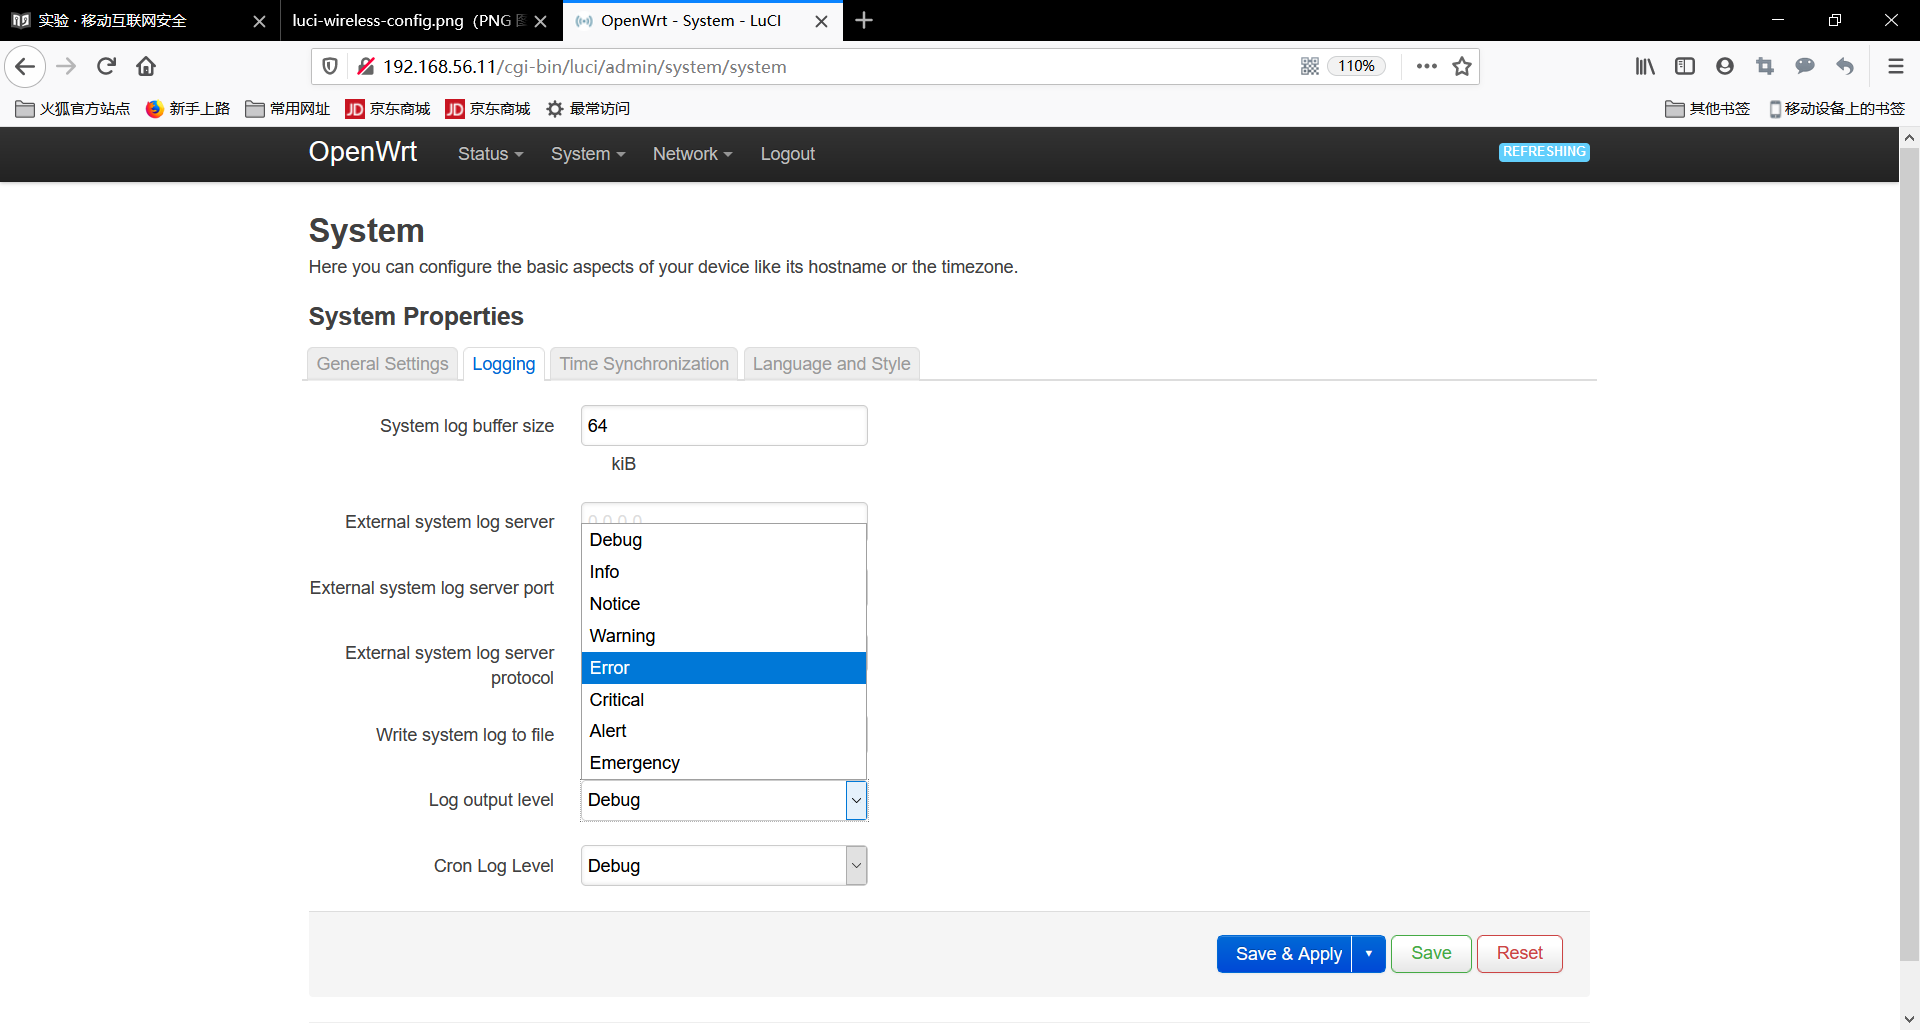 实验 · 移动互联网安全
luci-wireless-config.png (PNG
OpenWrt - System - LuCI
192.168.56.11/cgi-bin/luci/admin/system/system
110%
火狐官方站点 新手上路 常用网址 JD 京东商城 JD 京东商城 最常访问 其他书签 移动设备上的书签
OpenWrt Status System Network Logout REFRESHING
System
Here you can configure the basic aspects of your device like its hostname or the timezone.
System Properties
General Settings Logging Time Synchronization Language and Style
System log buffer size 64
kiB
External system log server
Debug
Info
External system log server port
Notice
Warning
External system log server
protocol
Error
Critical
Alert
Write system log to file
Emergency
Log output level Debug
Cron Log Level Debug
Save & Apply Save Reset